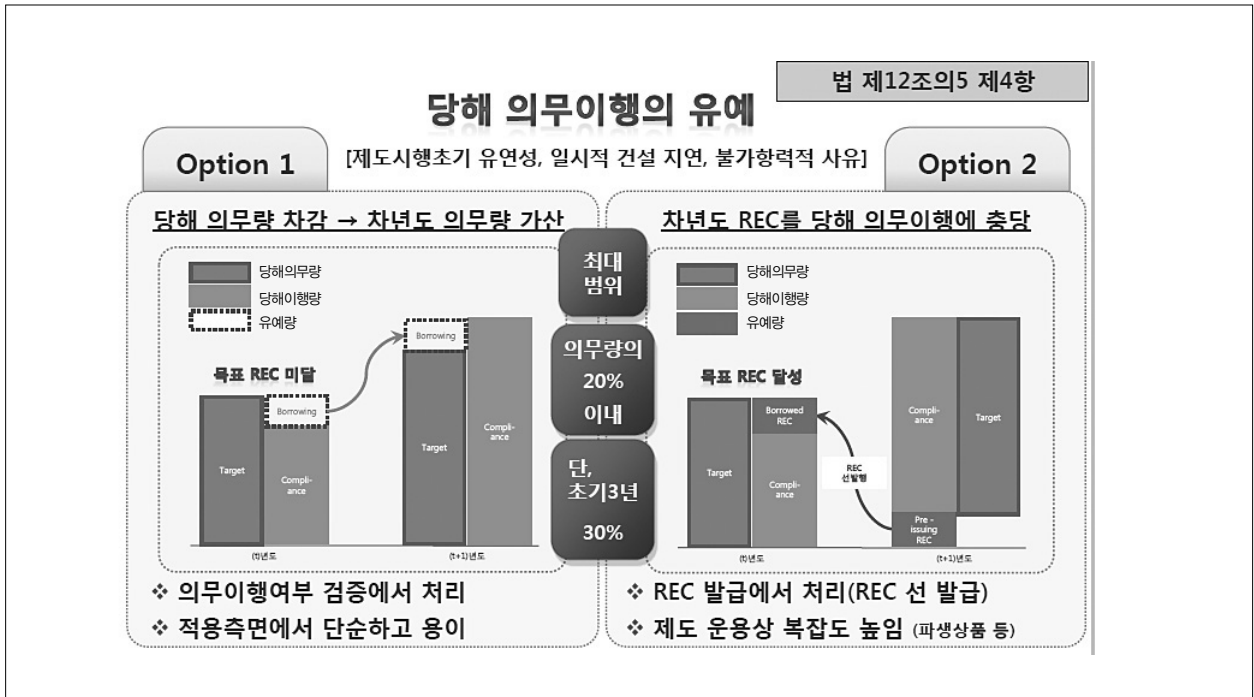 법 제12조의5 제4항
당해 의무이행의 유예
[제도시행초기 유연성, 일시적 건설 지연, 불가항력적 사유]
Option 1
당해 의무량 차감 → 차년도 의무량 가산
당해의무량
당해이행량
유예량
목표 REC 미달
Target
Borrowing
Compli-
ance
Borrowing
Target
Compli-
ance
(t)년도
(t+1)년도
❖ 의무이행여부 검증에서 처리
❖ 적용측면에서 단순하고 용이
최대
범위
의무량의
20%
이내
단,
초기3년
30%
Option 2
차년도 REC를 당해 의무이행에 충당
당해의무량
당해이행량
유예량
목표 REC 달성
Target
Borrowed
REC
Compli-
ance
REC
선발행
Compli-
ance
Pre -
issuing
REC
Target
(t)년도
(t+1)년도
❖ REC 발급에서 처리(REC 선 발급)
❖ 제도 운용상 복잡도 높임 (파생상품 등)